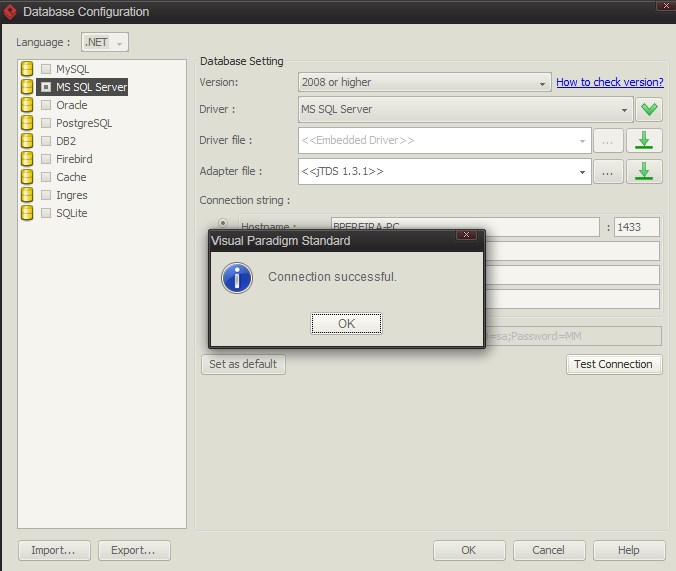 Database Configuration
Language : .NET
MySQL
MS SQL Server
Oracle
PostgreSQL
DB2
Firebird
Cache
Ingres
SQLite
Database Setting
Version: 2008 or higher How to check version?
Driver : MS SQL Server
Driver file : <<Embedded Driver>> ...
Adapter file : <<jTDS 1.3.1>> ...
Connection string :
Hostname : BPEREIRA-PC : 1433
Visual Paradigm Standard
Connection successful.
OK
=sa;Password=MM
Set as default Test Connection
Import... Export... OK Cancel Help